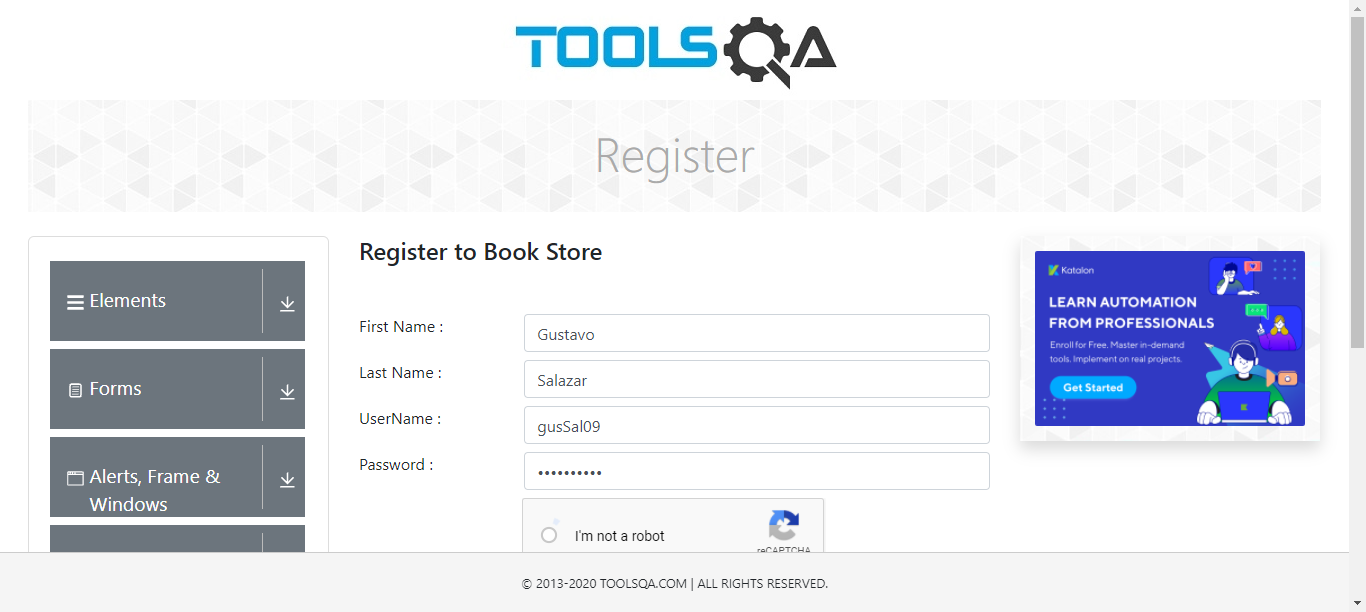 TOOLSQA
Register
Elements
Forms
Alerts, Frame &
Windows
Register to Book Store
First Name :
Gustavo
Last Name :
Salazar
UserName :
gusSal09
Password :
••••••••••
I'm not a robot
reCAPTCHA
Katalon
LEARN AUTOMATION
FROM PROFESSIONALS
Enroll for Free. Master in-demand
tools. Implement on real projects.
Get Started
© 2013-2020 TOOLSQA.COM | ALL RIGHTS RESERVED.